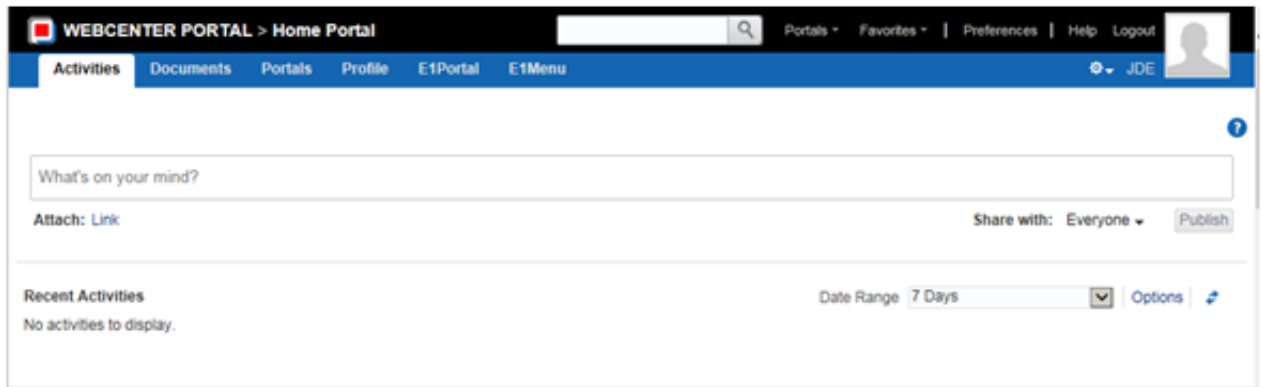 WEBCENTER PORTAL > Home Portal
Portals Favorites | Preferences | Help Logout
Activities Documents Portals Profile E1Portal E1Menu JDE
?
What's on your mind?
Attach: Link Share with: Everyone Publish
Recent Activities Date Range 7 Days Options
No activities to display.